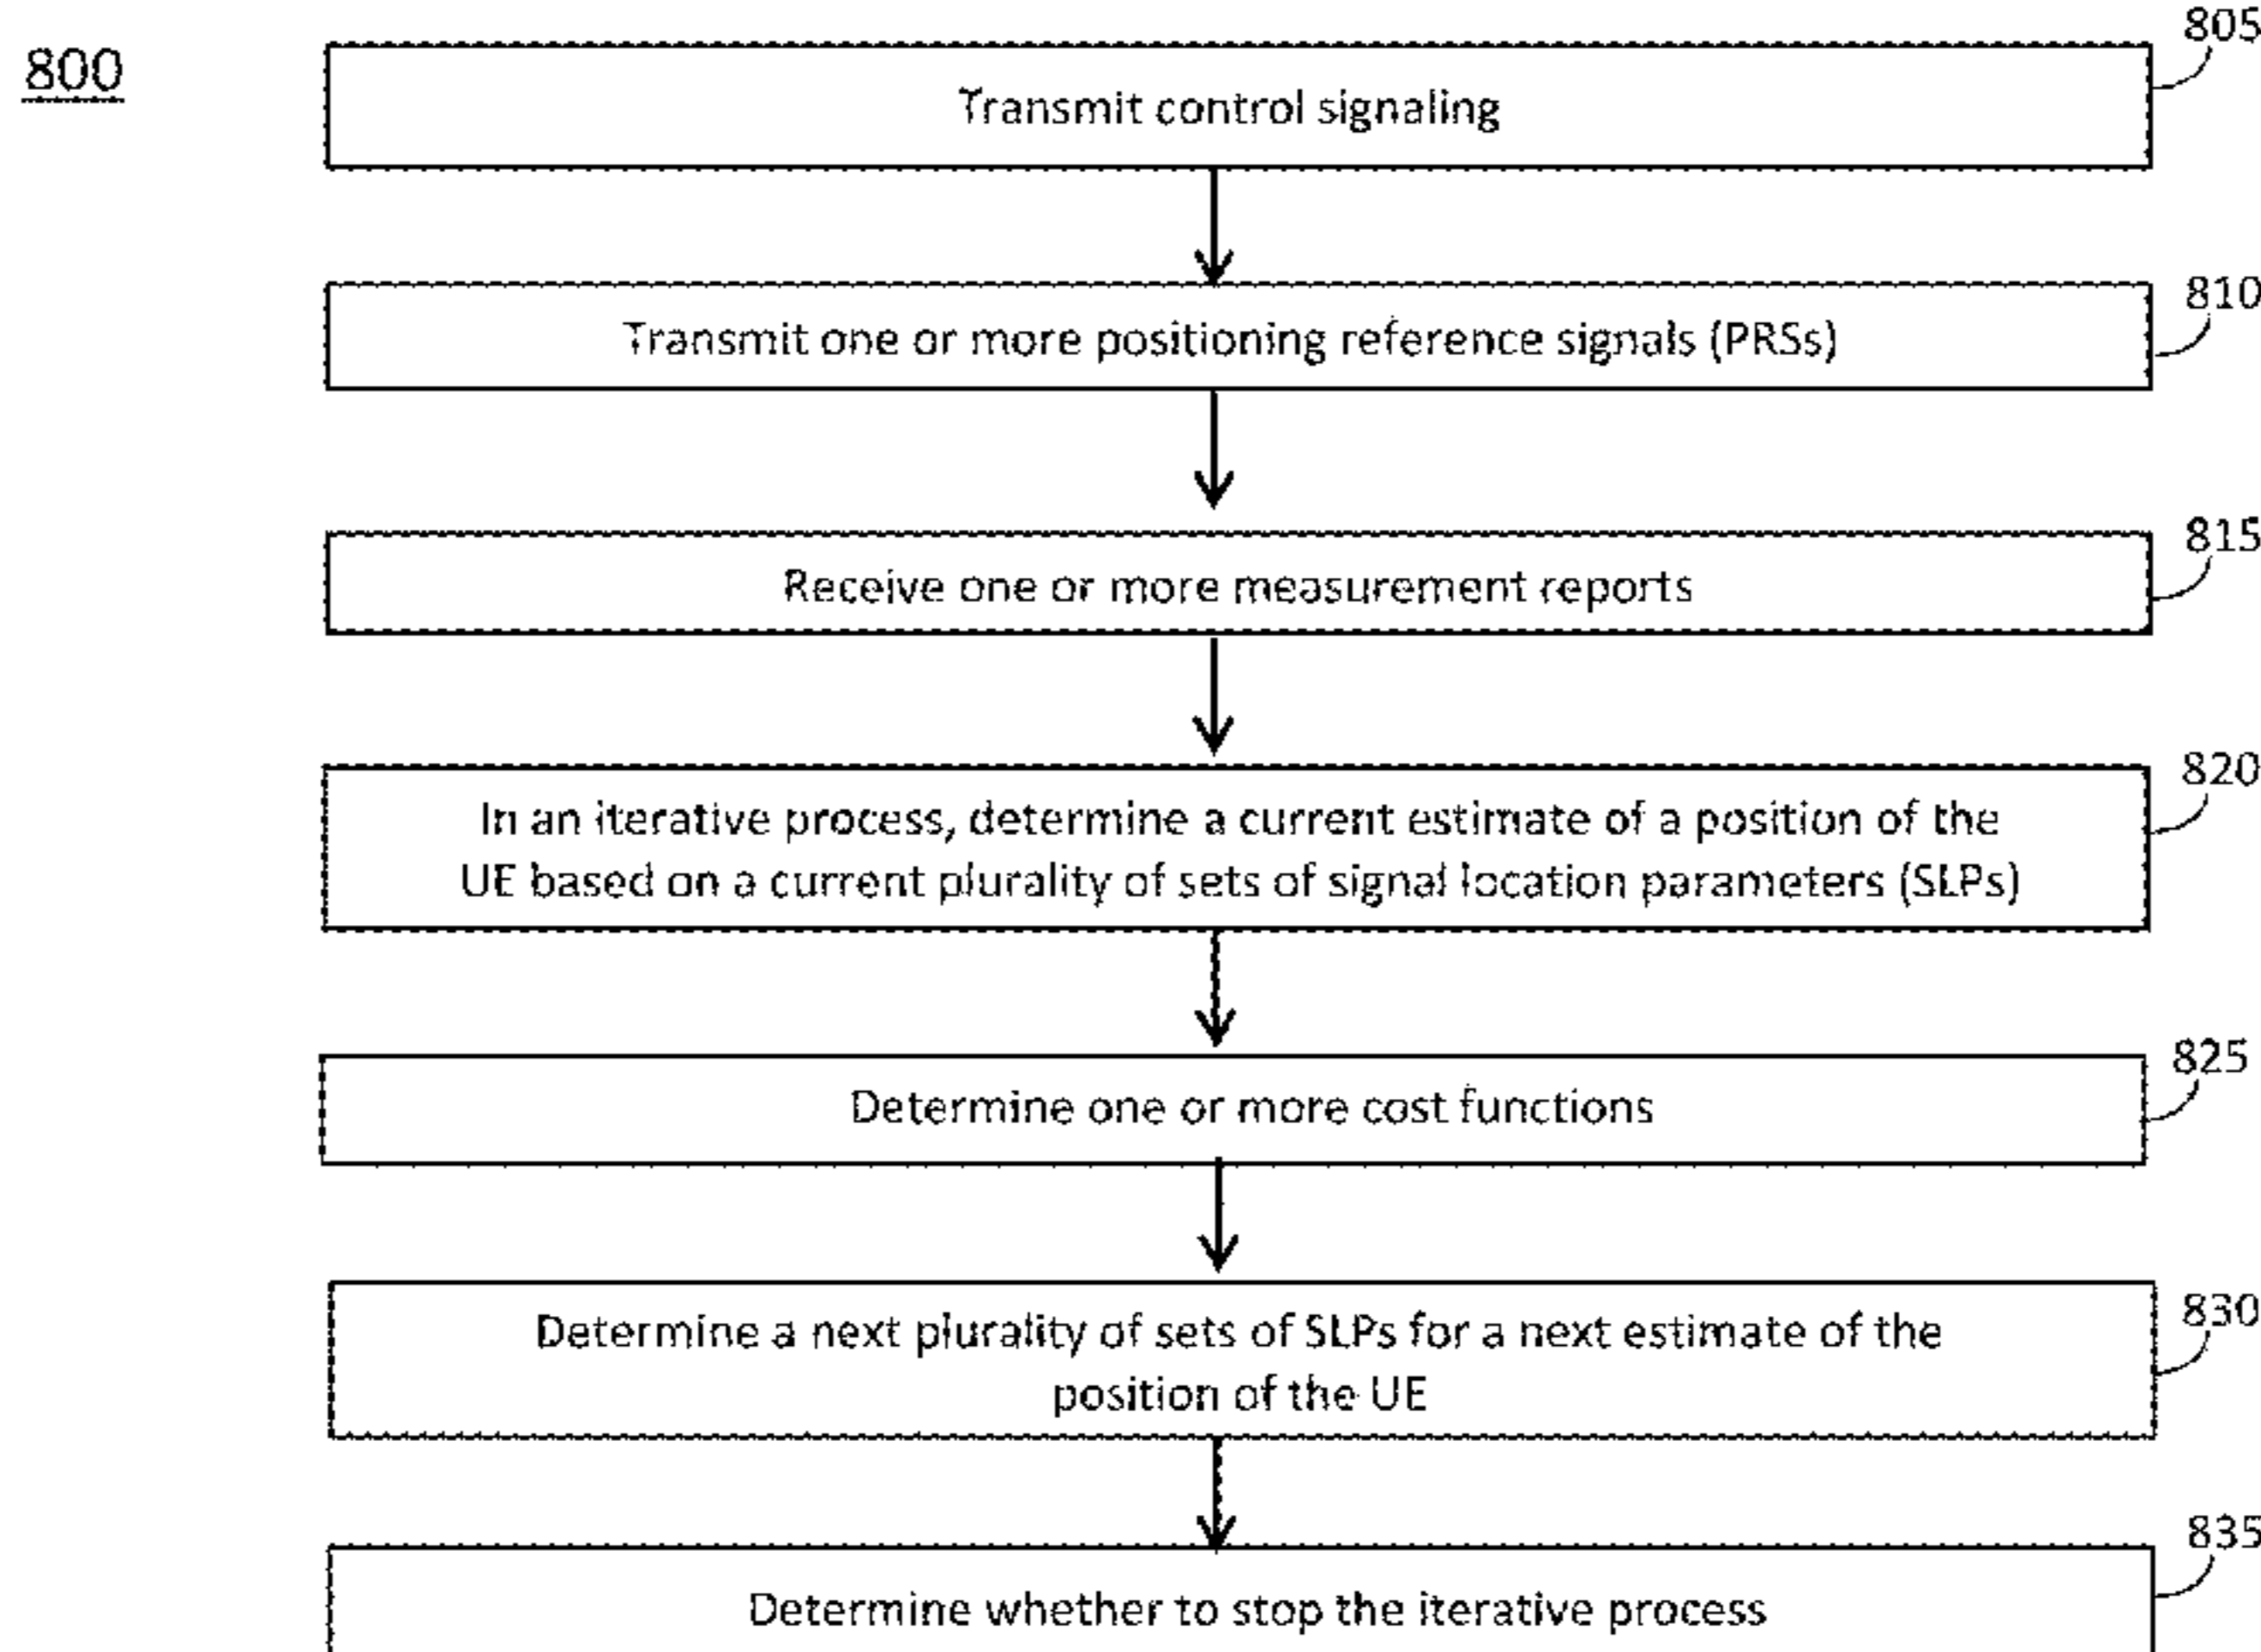 800
805
Transmit control signaling
810
Transmit one or more positioning reference signals (PRSs)
815
Receive one or more measurement reports
820
In an iterative process, determine a current estimate of a position of the
UE based on a current plurality of sets of signal location parameters (SLPs)
825
Determine one or more cost functions
830
Determine a next plurality of sets of SLPs for a next estimate of the
position of the UE
835
Determine whether to stop the iterative process